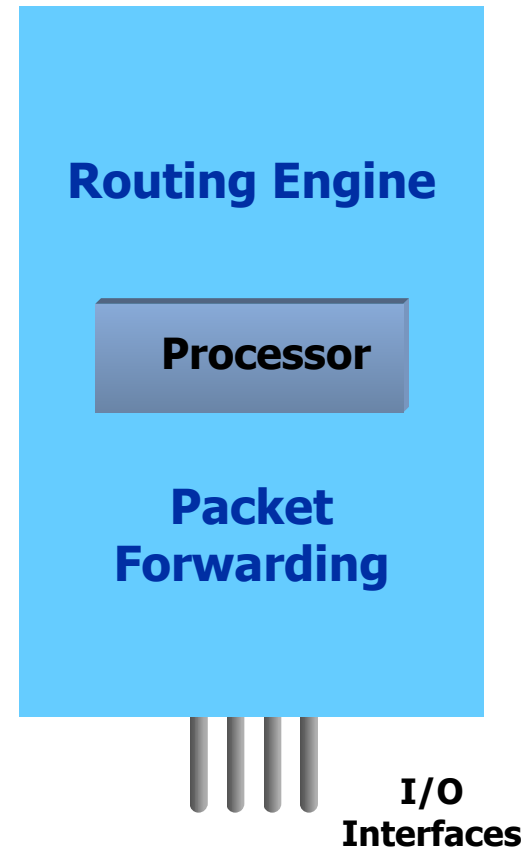 Routing Engine
Processor
Packet
Forwarding
I/O
Interfaces